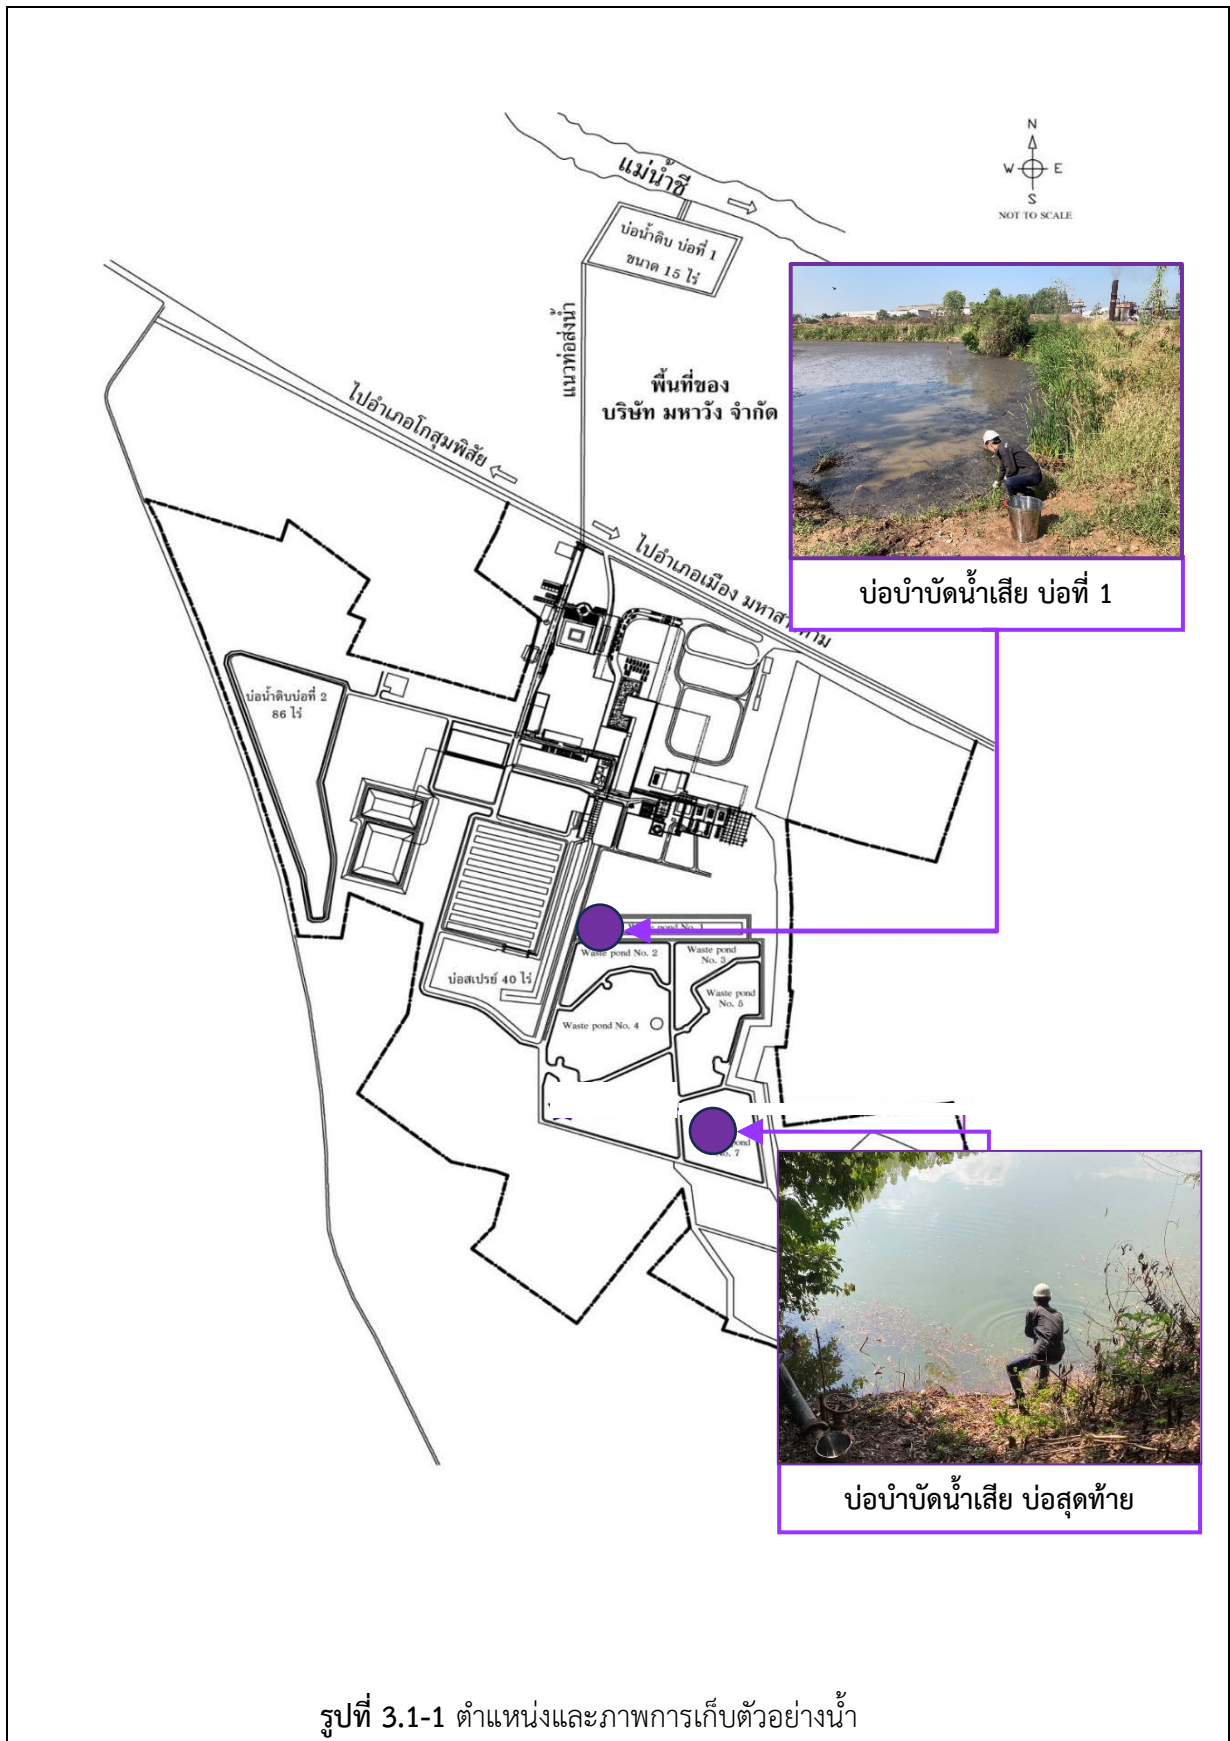 N
W E
S
NOT TO SCALE
แม่น้ำชี
บ่อน้ำดิบ บ่อที่ 1
ขนาด 15 ไร่
แนวท่อส่งน้ำ
พื้นที่ของ
บริษัท มหาวัง จำกัด
ไปอำเภอโกสุมพิสัย
ไปอำเภอเมือง
บ่อบำบัดน้ำเสีย บ่อที่ 1
บ่อน้ำดิบบ่อที่ 2
86 ไร่
Waste pond No. 1
Waste pond No. 2
Waste pond
No. 3
บ่อสเปรย์ 40 ไร่
Waste pond
No. 5
Waste pond No. 4
pond
No. 7
บ่อบำบัดน้ำเสีย บ่อสุดท้าย
รูปที่ 3.1-1 ตำแหน่งและภาพการเก็บตัวอย่างน้ำ